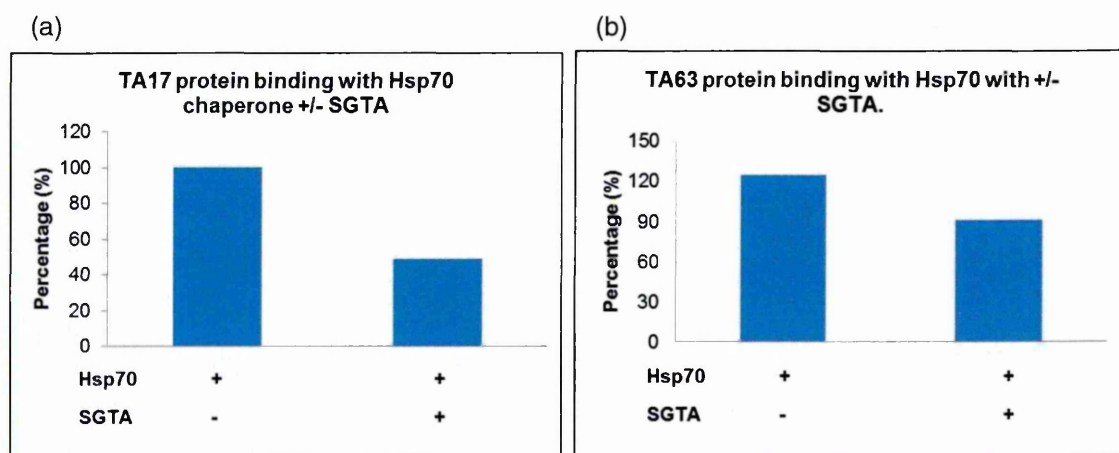 (a)
TA17 protein binding with Hsp70
chaperone +/- SGTA
Percentage (%)
120
100
80
60
40
20
0
Hsp70 + +
SGTA - +
(b)
TA63 protein binding with Hsp70 with +/-
SGTA.
Percentage (%)
150
120
90
60
30
0
Hsp70 + +
SGTA - +